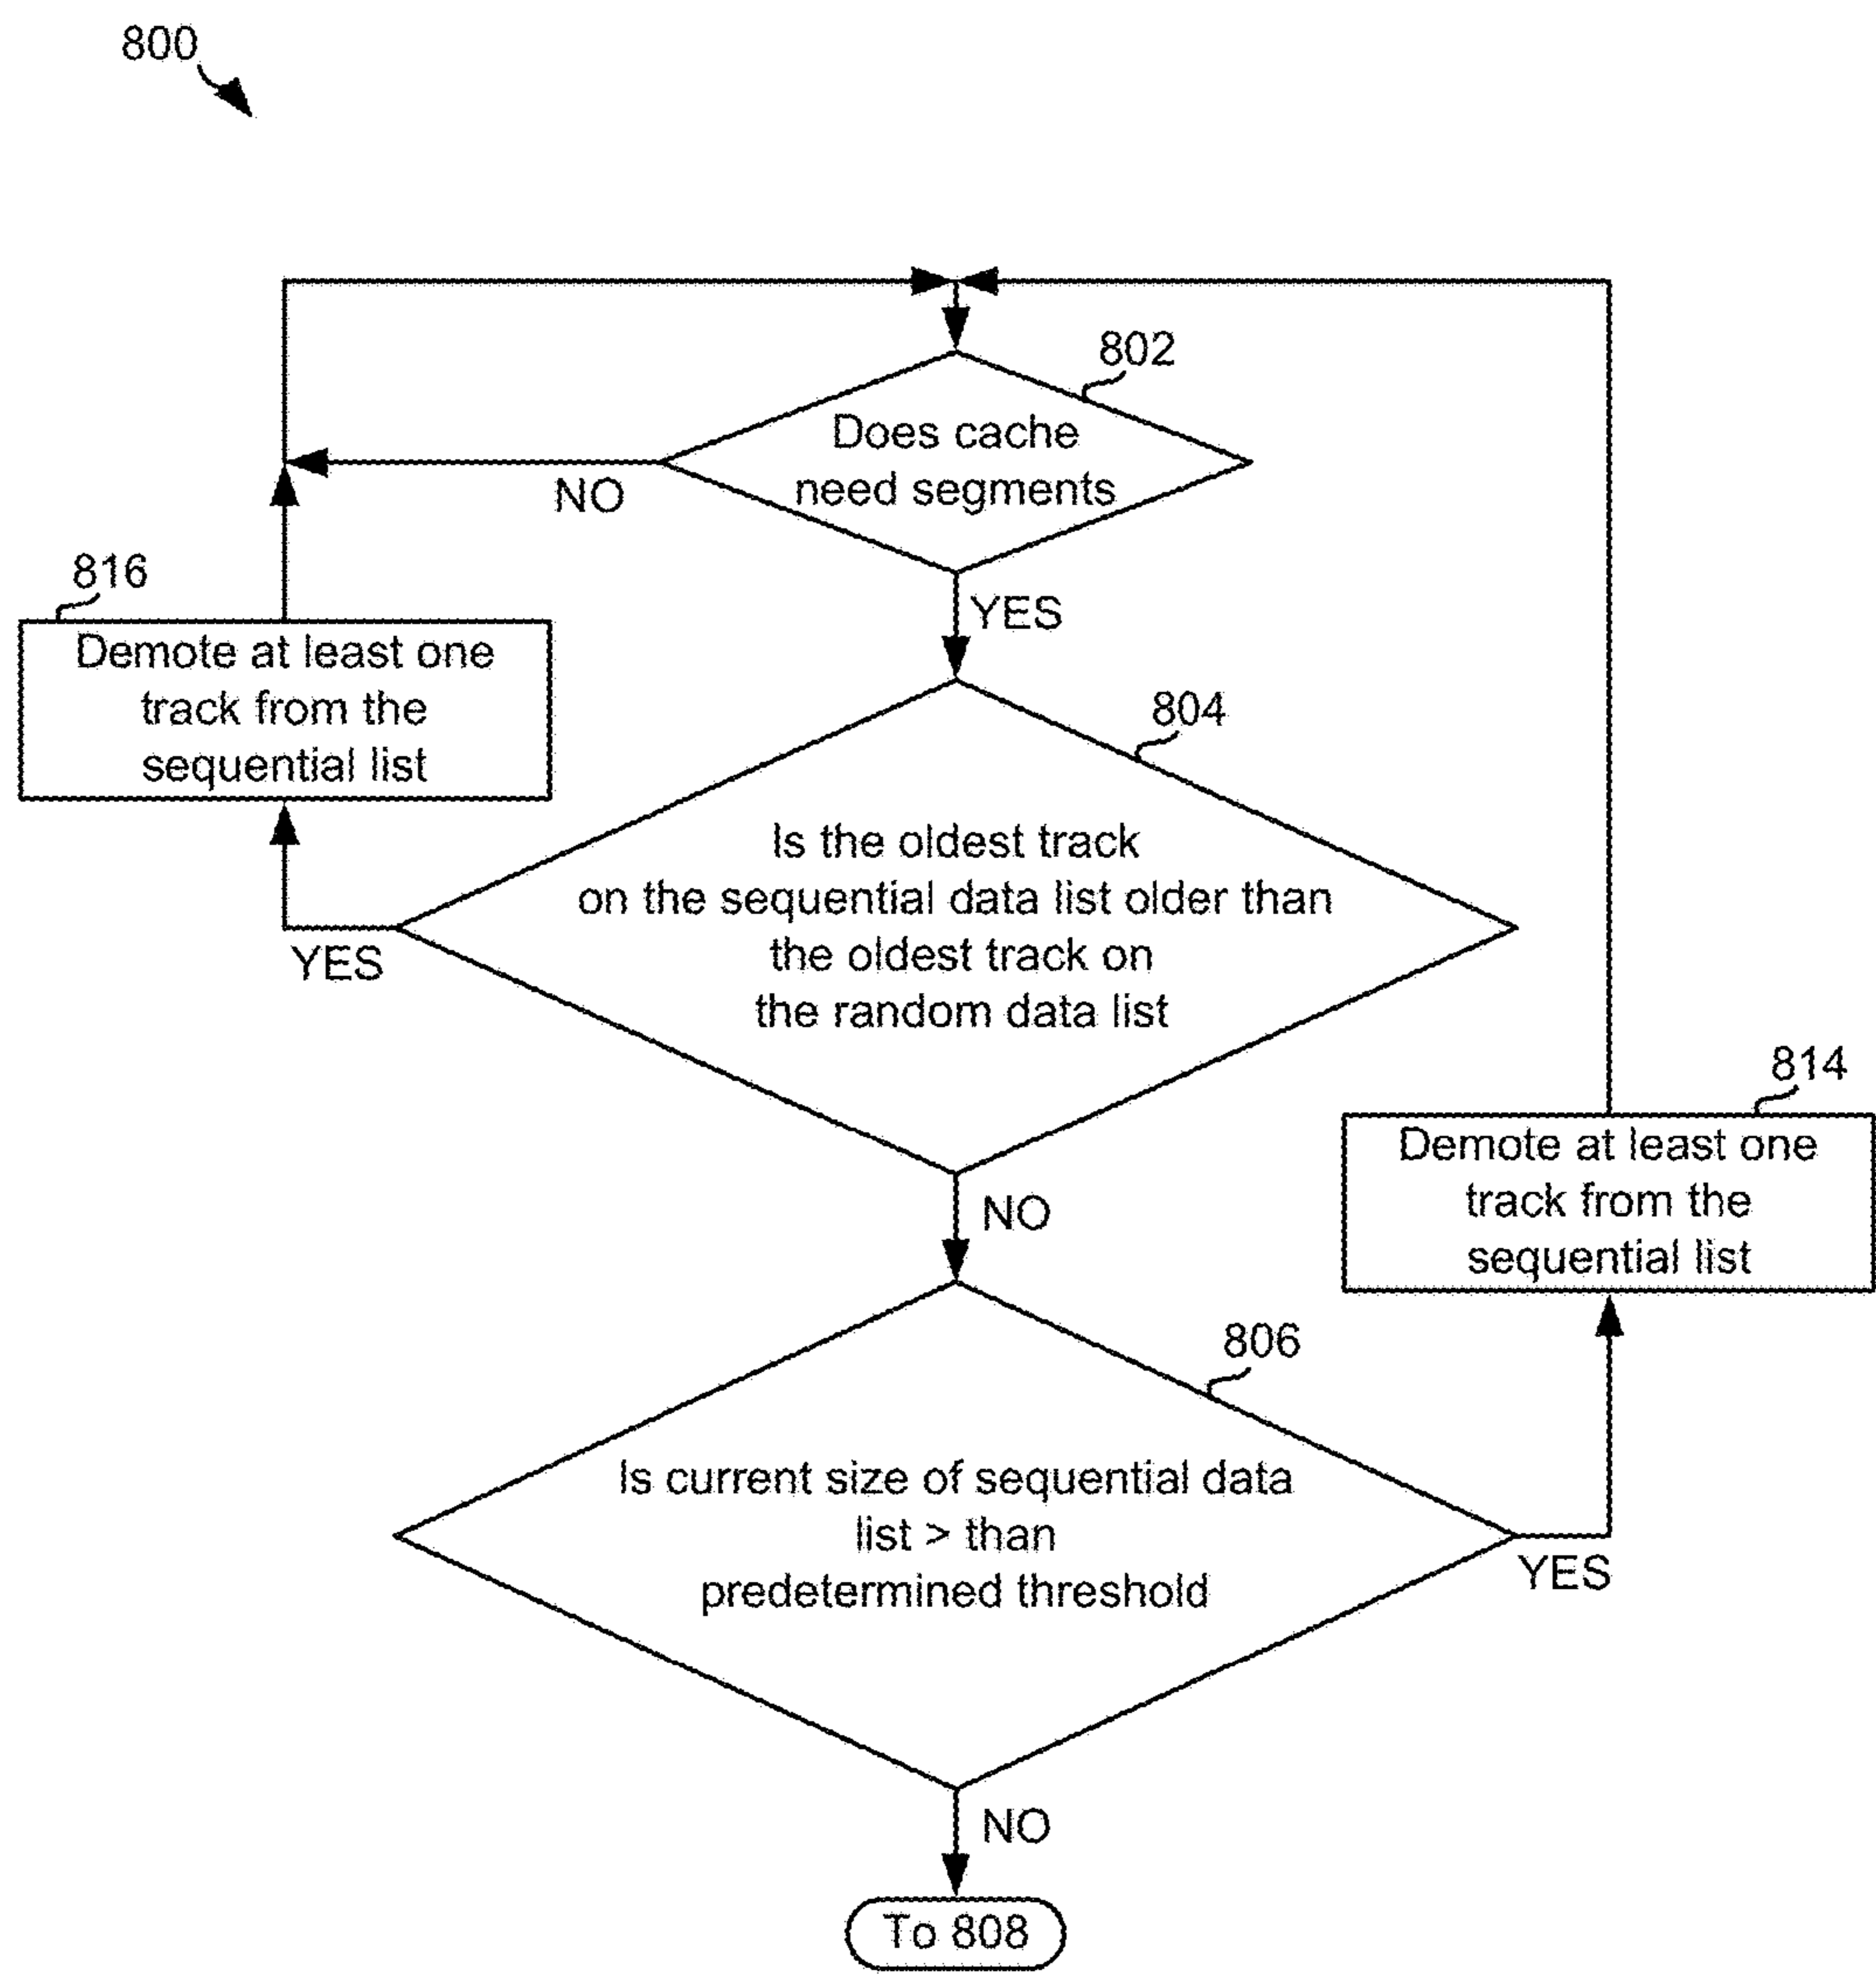 800
802
Does cache
need segments
NO
YES
816
Demote at least one
track from the
sequential list
804
Is the oldest track
on the sequential data list older than
the oldest track on
the random data list
YES
NO
814
Demote at least one
track from the
sequential list
806
Is current size of sequential data
list > than
predetermined threshold
YES
NO
To 808